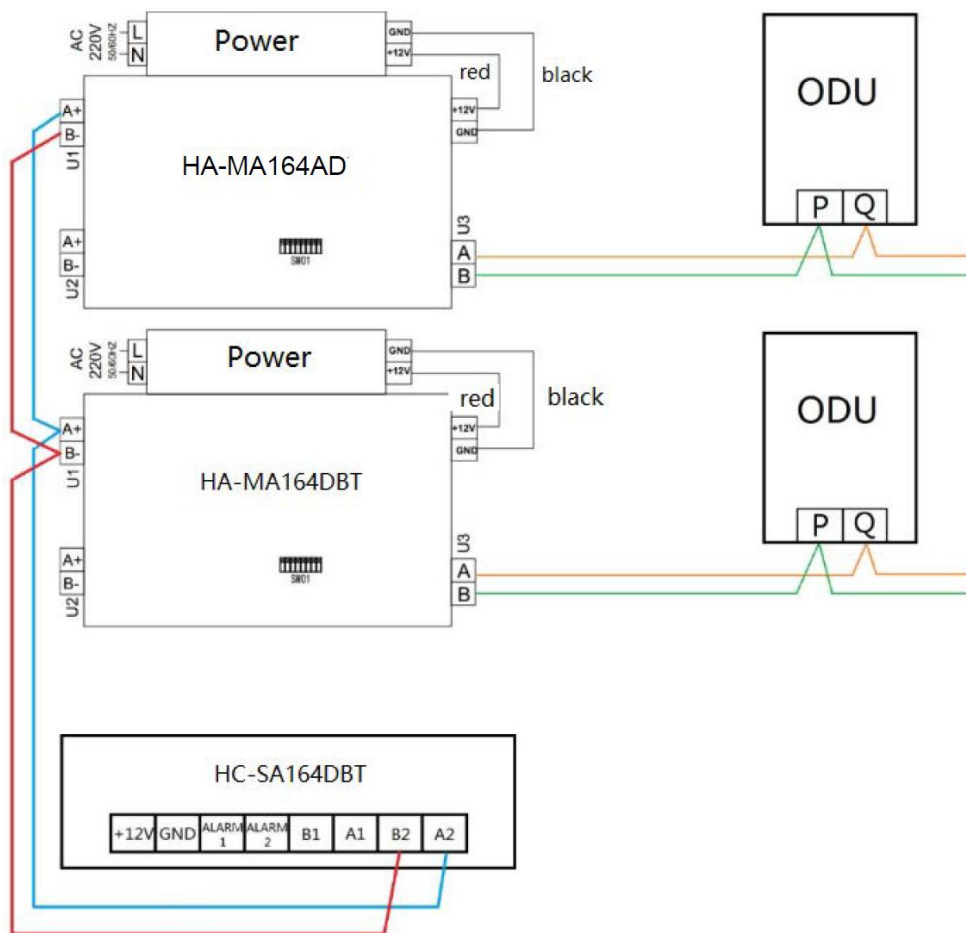 AC
220V
50/60HZ
L
N
Power
GND
+12V
red
black
A+
B-
U1
+12V
GND
HA-MA164AD
A+
B-
U2
SW01
U3
A
B
ODU
P Q
AC
220V
50/60HZ
L
N
Power
GND
+12V
red
black
A+
B-
U1
+12V
GND
HA-MA164DBT
A+
B-
U2
SW01
U3
A
B
ODU
P Q
HC-SA164DBT
+12V GND ALARM 1 ALARM 2 B1 A1 B2 A2